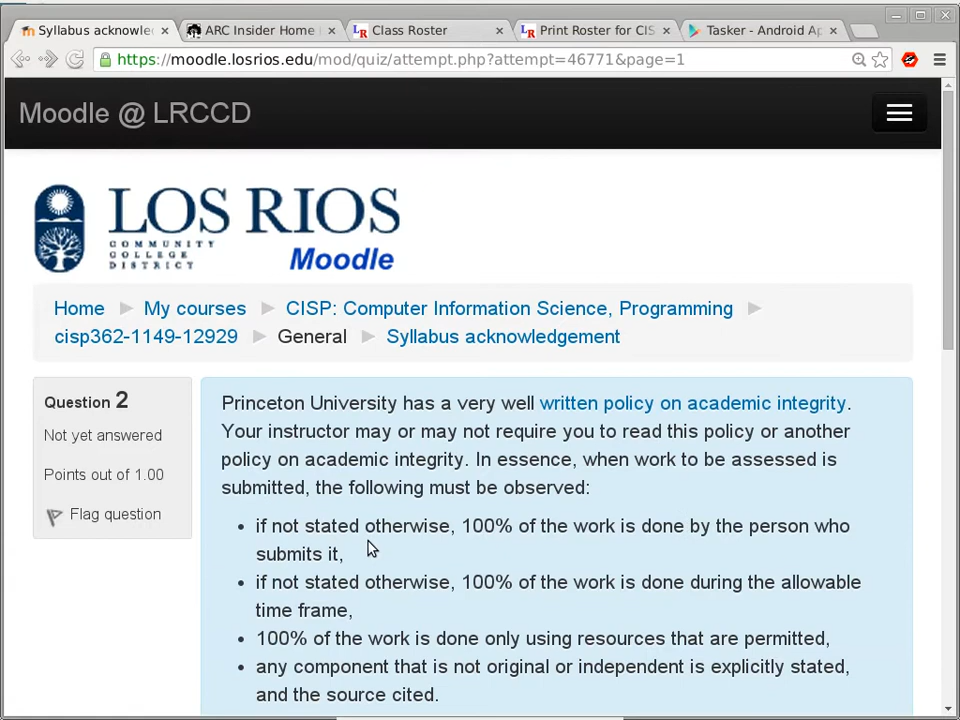 Syllabus acknowle
ARC Insider Home
Class Roster
Print Roster for CIS
Tasker - Android Ap
https://moodle.losrios.edu/mod/quiz/attempt.php?attempt=46771&page=1
Moodle @ LRCCD
LOS RIOS
COMMUNITY
COLLEGE
DISTRICT
Moodle
Home My courses CISP: Computer Information Science, Programming
cisp362-1149-12929 General Syllabus acknowledgement
Question 2
Not yet answered
Points out of 1.00
Flag question
Princeton University has a very well written policy on academic integrity.
Your instructor may or may not require you to read this policy or another
policy on academic integrity. In essence, when work to be assessed is
submitted, the following must be observed:
• if not stated otherwise, 100% of the work is done by the person who
submits it,
• if not stated otherwise, 100% of the work is done during the allowable
time frame,
• 100% of the work is done only using resources that are permitted,
• any component that is not original or independent is explicitly stated,
and the source cited.